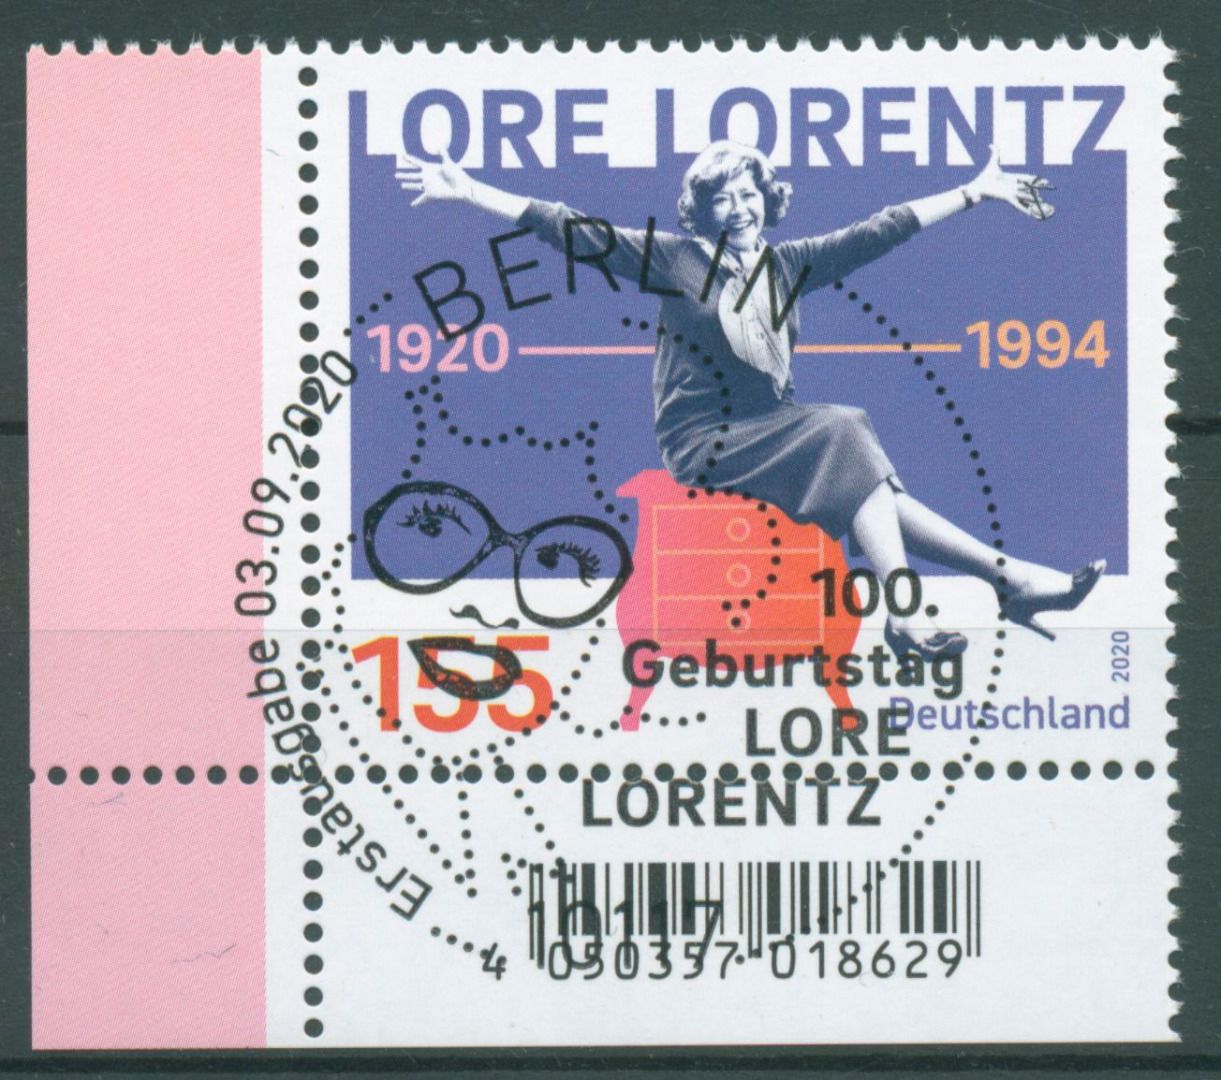 LORE LORENTZ
BERLIN
1920
1994
Erstausgabe 03.09.2020
155
100.
Geburtstag
LORE
LORENTZ
Deutschland
2020
10117
4 050357 018629